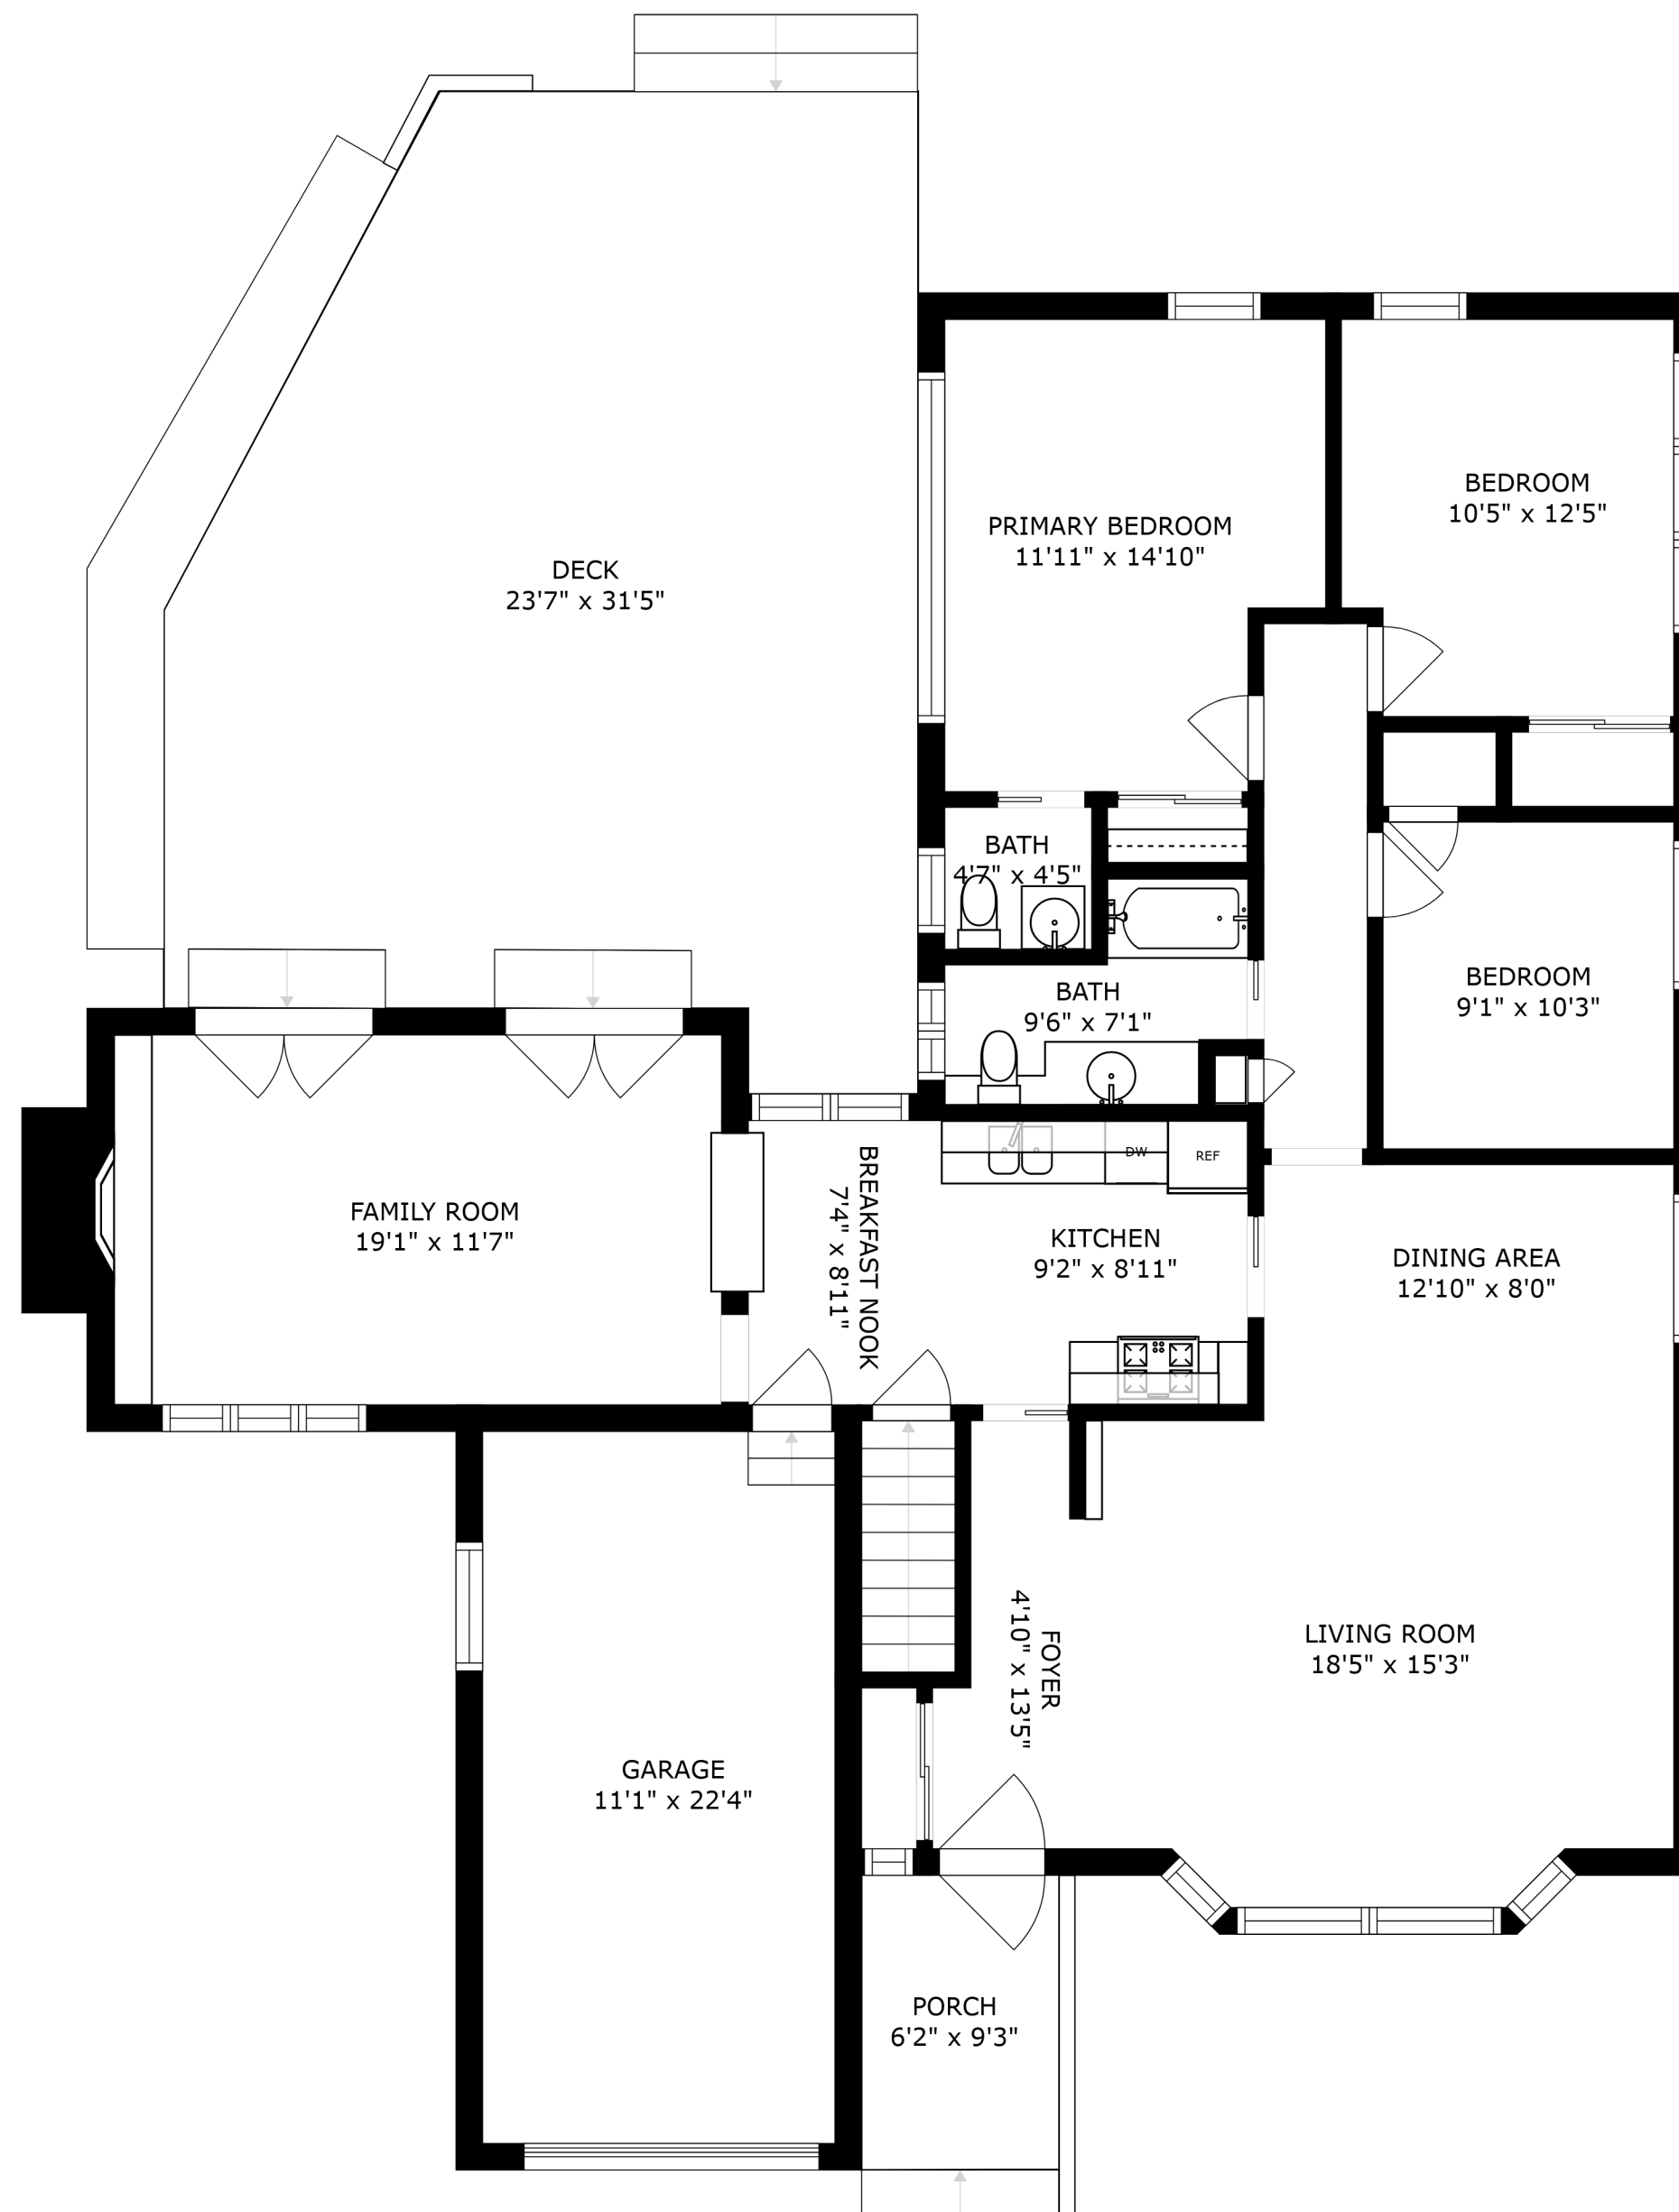 BEDROOM
10'5" x 12'5"
PRIMARY BEDROOM
11'11" x 14'10"
DECK
23'7" x 31'5"
BATH
4'7" x 4'5"
BEDROOM
9'1" x 10'3"
BATH
9'6" x 7'1"
DW
REF
FAMILY ROOM
19'1" x 11'7"
BREAKFAST NOOK
7'4" x 8'11"
KITCHEN
9'2" x 8'11"
DINING AREA
12'10" x 8'0"
FOYER
4'10" x 13'5"
LIVING ROOM
18'5" x 15'3"
GARAGE
11'1" x 22'4"
PORCH
6'2" x 9'3"